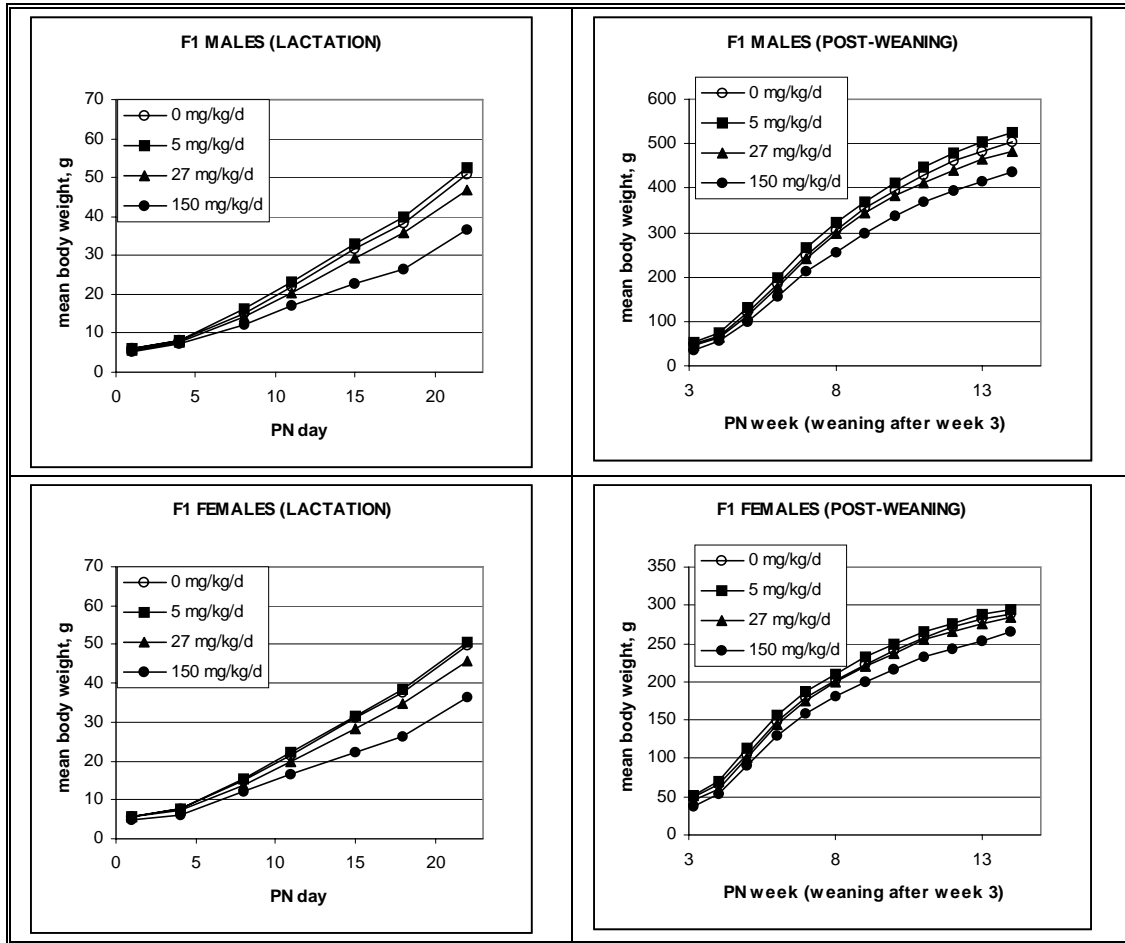 F1 MALES (LACTATION)
0 mg/kg/d
5 mg/kg/d
27 mg/kg/d
150 mg/kg/d
mean body weight, g
70
60
50
40
30
20
10
0
0 5 10 15 20
PN day
F1 MALES (POST-WEANING)
0 mg/kg/d
5 mg/kg/d
27 mg/kg/d
150 mg/kg/d
mean body weight, g
600
500
400
300
200
100
0
3 8 13
PN week (weaning after week 3)
F1 FEMALES (LACTATION)
0 mg/kg/d
5 mg/kg/d
27 mg/kg/d
150 mg/kg/d
mean body weight, g
70
60
50
40
30
20
10
0
0 5 10 15 20
PN day
F1 FEMALES (POST-WEANING)
0 mg/kg/d
5 mg/kg/d
27 mg/kg/d
150 mg/kg/d
mean body weight, g
350
300
250
200
150
100
50
0
3 8 13
PN week (weaning after week 3)